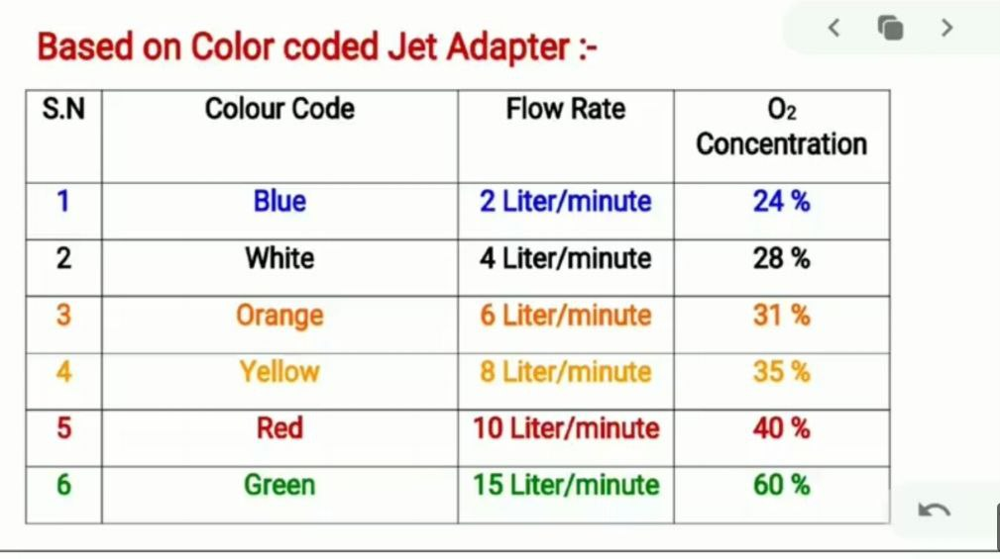 Based on Color coded Jet Adapter :-
S.N Colour Code Flow Rate O₂
Concentration
1 Blue 2 Liter/minute 24 %
2 White 4 Liter/minute 28 %
3 Orange 6 Liter/minute 31 %
4 Yellow 8 Liter/minute 35 %
5 Red 10 Liter/minute 40 %
6 Green 15 Liter/minute 60 %